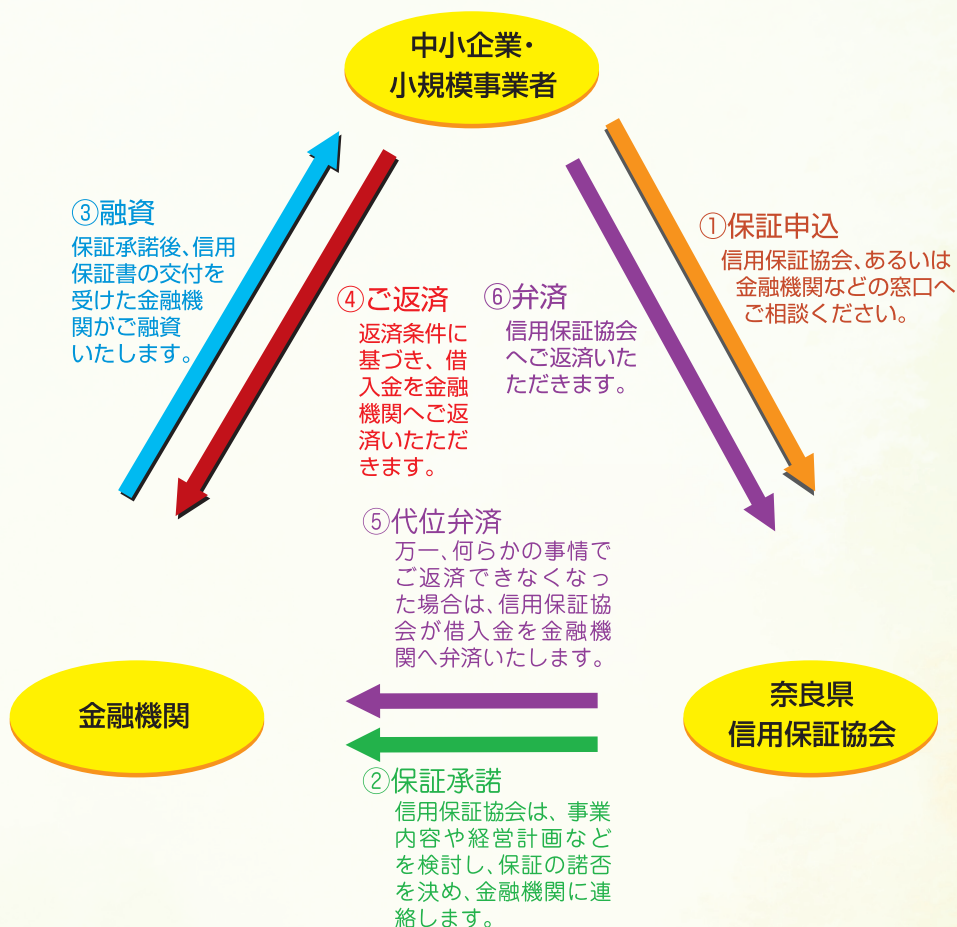 中小企業・
小規模事業者
①保証申込
信用保証協会、あるいは
金融機関などの窓口へ
ご相談ください。
③融資
保証承諾後、信用
保証書の交付を
受けた金融機
関がご融資
いたします。
④ご返済
返済条件に
基づき、借
入金を金融
機関へご返
済いただ
きます。
⑥弁済
信用保証協会
へご返済いた
だきます。
⑤代位弁済
万一、何らかの事情で
ご返済できなくなっ
た場合は、信用保証協
会が借入金を金融機
関へ弁済いたします。
金融機関
奈良県
信用保証協会
②保証承諾
信用保証協会は、事業
内容や経営計画など
を検討し、保証の諾否
を決め、金融機関に連
絡します。